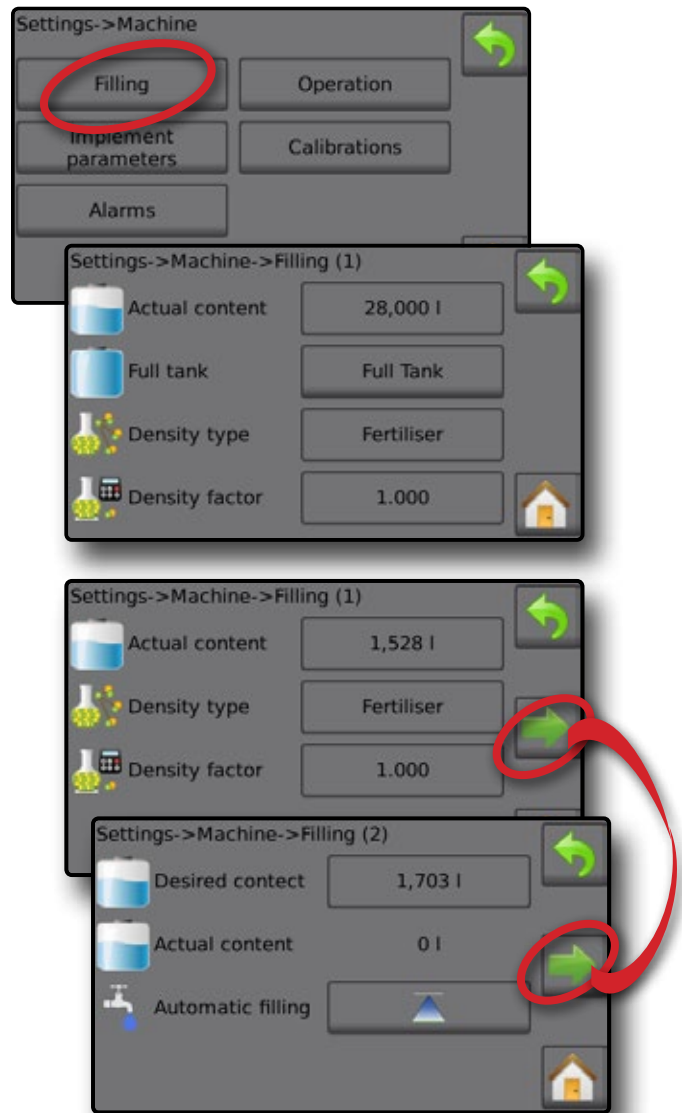 Settings->Machine
Filling
Operation
Implement
parameters
Calibrations
Alarms
Settings->Machine->Filling (1)
Actual content
28,000 l
Full tank
Full Tank
Density type
Fertiliser
Density factor
1.000
Settings->Machine->Filling (1)
Actual content
1,528 l
Density type
Fertiliser
Density factor
1.000
Settings->Machine->Filling (2)
Desired contect
1,703 l
Actual content
0 l
Automatic filling